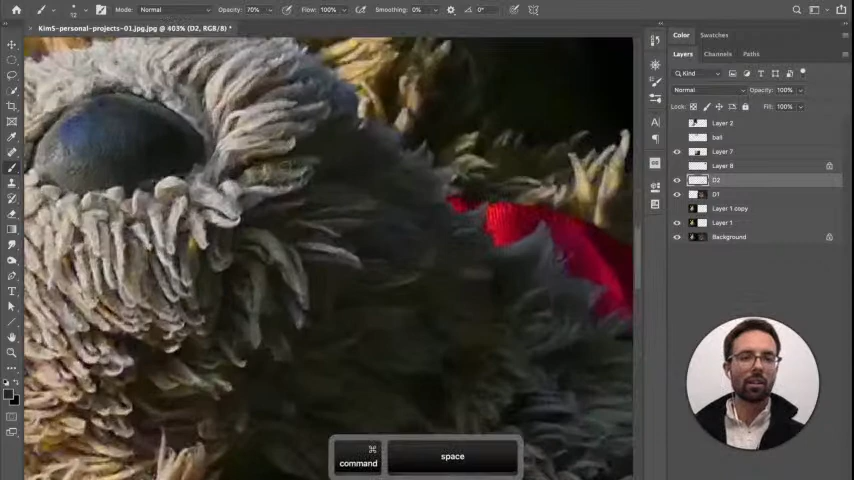 12
Mode: Normal
Opacity: 70%
Flow: 100%
Smoothing: 0%
0°
× KimS-personal-projects-01.jpg.jpg @ 403% (D2, RGB/8) *
Color
Swatches
Layers
Channels
Paths
Kind
Normal
Opacity: 100%
Lock:
Fill: 100%
Layer 2
ball
Layer 7
Layer 8
D2
D1
Layer 1 copy
Layer 1
Background
⌘
command
space